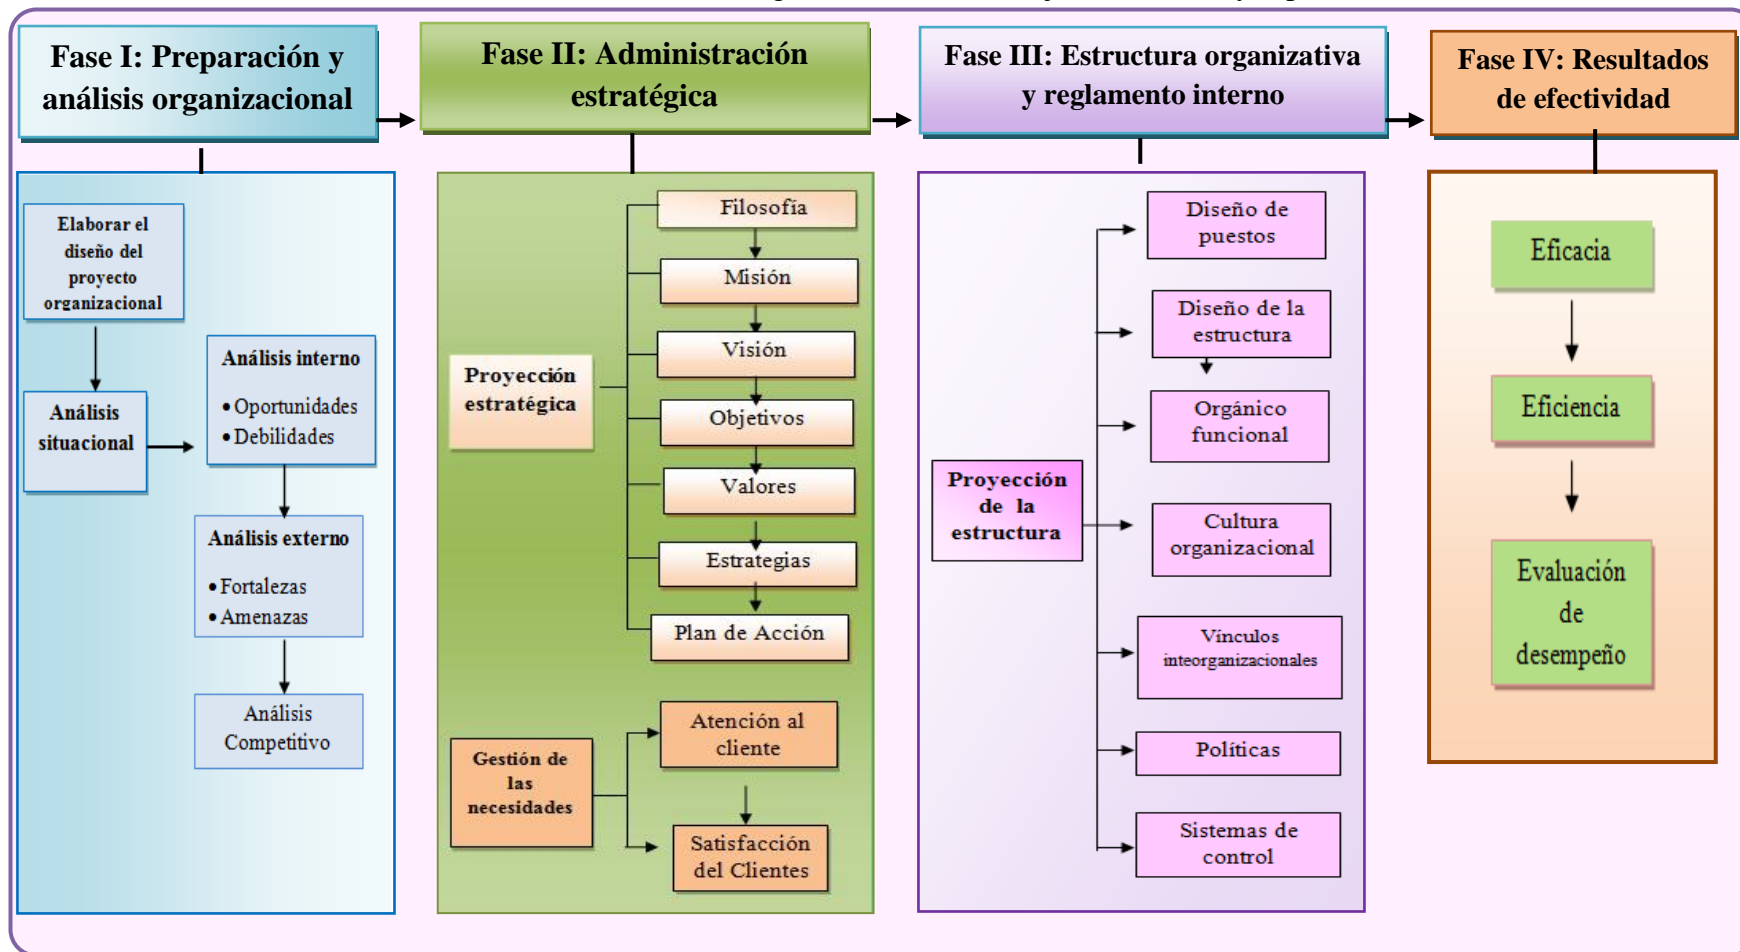 Fase I: Preparación y
análisis organizacional
Fase II: Administración
estratégica
Fase III: Estructura organizativa
y reglamento interno
Fase IV: Resultados
de efectividad
Elaborar el
diseño del
proyecto
organizacional
Análisis
situacional
Análisis interno
• Oportunidades
• Debilidades
Análisis externo
• Fortalezas
• Amenazas
Análisis
Competitivo
Proyección
estratégica
Filosofía
Misión
Visión
Objetivos
Valores
Estrategias
Plan de Acción
Gestión de
las
necesidades
Atención al
cliente
Satisfacción
del Clientes
Proyección
de la
estructura
Diseño de
puestos
Diseño de la
estructura
Orgánico
funcional
Cultura
organizacional
Vínculos
inteorganizacionales
Políticas
Sistemas de
control
Eficacia
Eficiencia
Evaluación
de
desempeño